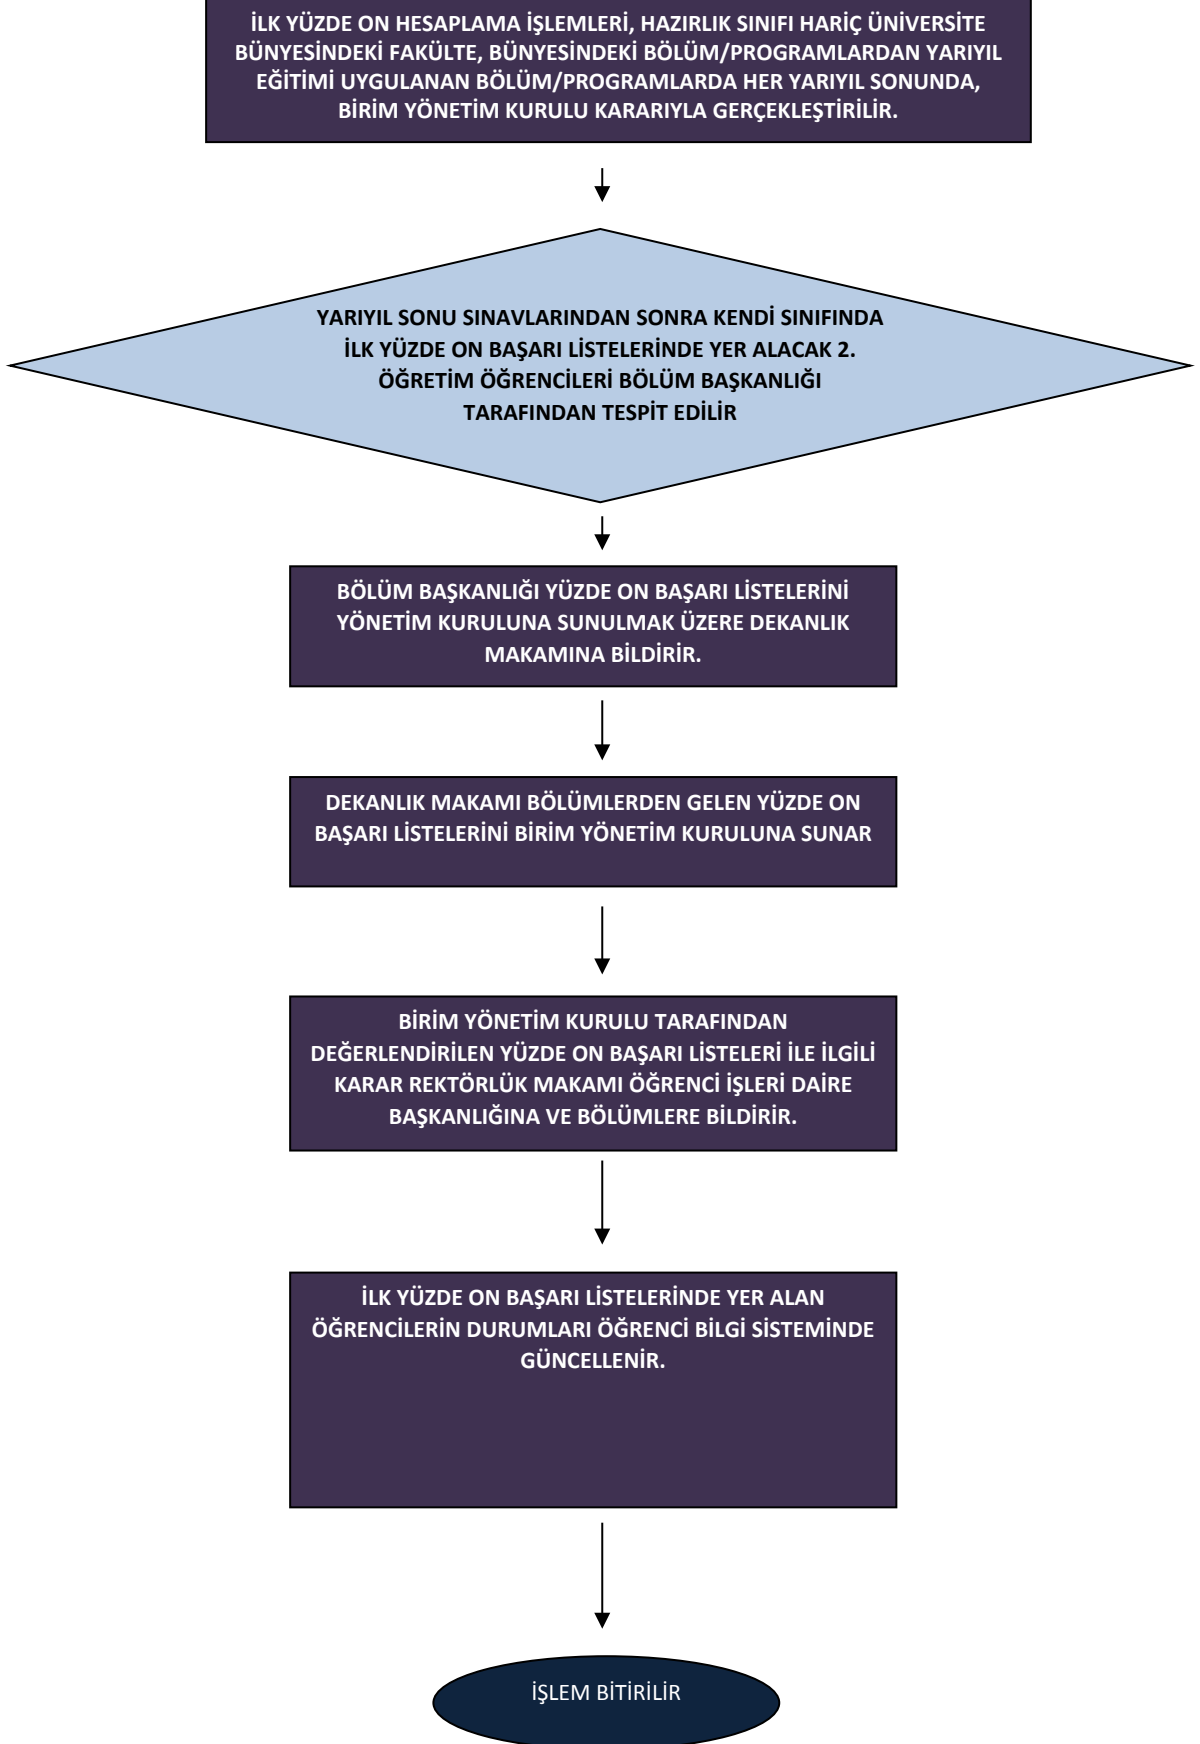 İLK YÜZDE ON HESAPLAMA İŞLEMLERİ, HAZIRLIK SINIFI HARİÇ ÜNİVERSİTE
BÜNYESİNDEKİ FAKÜLTE, BÜNYESİNDEKİ BÖLÜM/PROGRAMLARDAN YARIYIL
EĞİTİMİ UYGULANAN BÖLÜM/PROGRAMLARDA HER YARIYIL SONUNDA,
BİRİM YÖNETİM KURULU KARARIYLA GERÇEKLEŞTİRİLİR.
YARIYIL SONU SINAVLARINDAN SONRA KENDİ SINIFINDA
İLK YÜZDE ON BAŞARI LİSTELERİNDE YER ALACAK 2.
ÖĞRETİM ÖĞRENCİLERİ BÖLÜM BAŞKANLIĞI
TARAFINDAN TESPİT EDİLİR
BÖLÜM BAŞKANLIĞI YÜZDE ON BAŞARI LİSTELERİNİ
YÖNETİM KURULUNA SUNULMAK ÜZERE DEKANLIK
MAKAMINA BİLDİRİR.
DEKANLIK MAKAMI BÖLÜMLERDEN GELEN YÜZDE ON
BAŞARI LİSTELERİNİ BİRİM YÖNETİM KURULUNA SUNAR
BİRİM YÖNETİM KURULU TARAFINDAN
DEĞERLENDİRİLEN YÜZDE ON BAŞARI LİSTELERİ İLE İLGİLİ
KARAR REKTÖRLÜK MAKAMI ÖĞRENCİ İŞLERİ DAİRE
BAŞKANLIĞINA VE BÖLÜMLERE BİLDİRİR.
İLK YÜZDE ON BAŞARI LİSTELERİNDE YER ALAN
ÖĞRENCİLERİN DURUMLARI ÖĞRENCİ BİLGİ SİSTEMİNDE
GÜNCELLENİR.
İŞLEM BİTİRİLİR